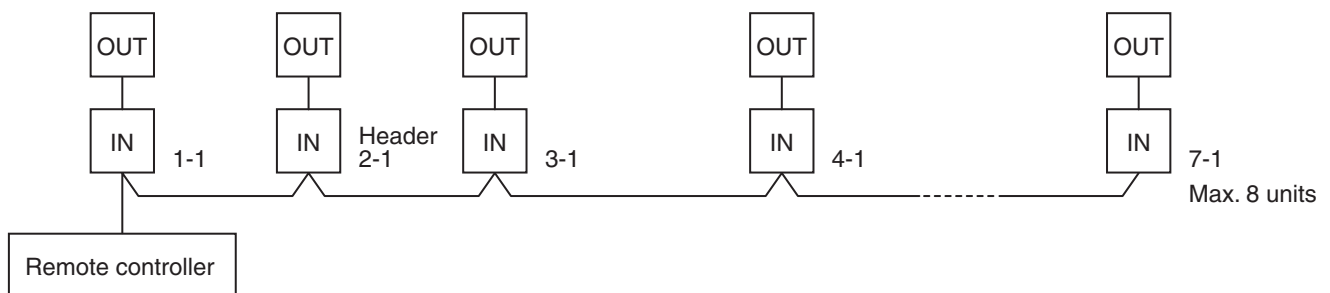 OUT OUT OUT OUT OUT
IN IN IN IN IN
Header
1-1 2-1 3-1 4-1 7-1
Max. 8 units
Remote controller